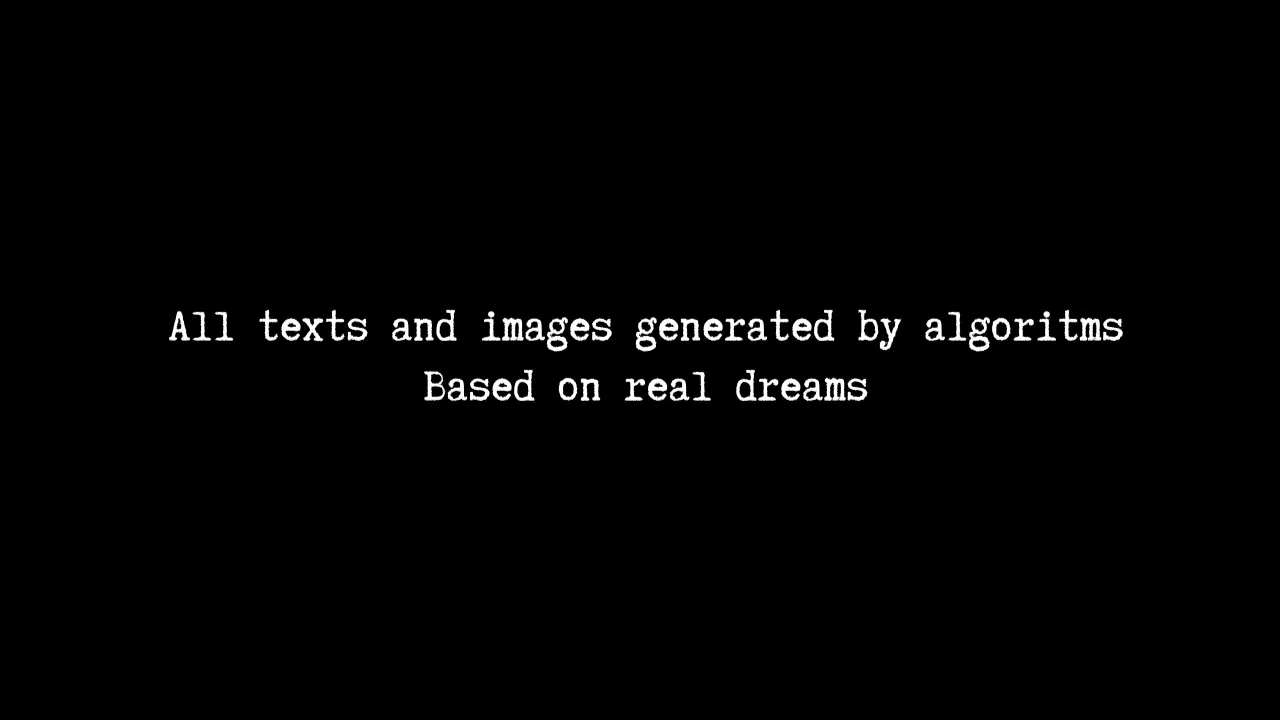 All texts and images generated by algoritms
Based on real dreams